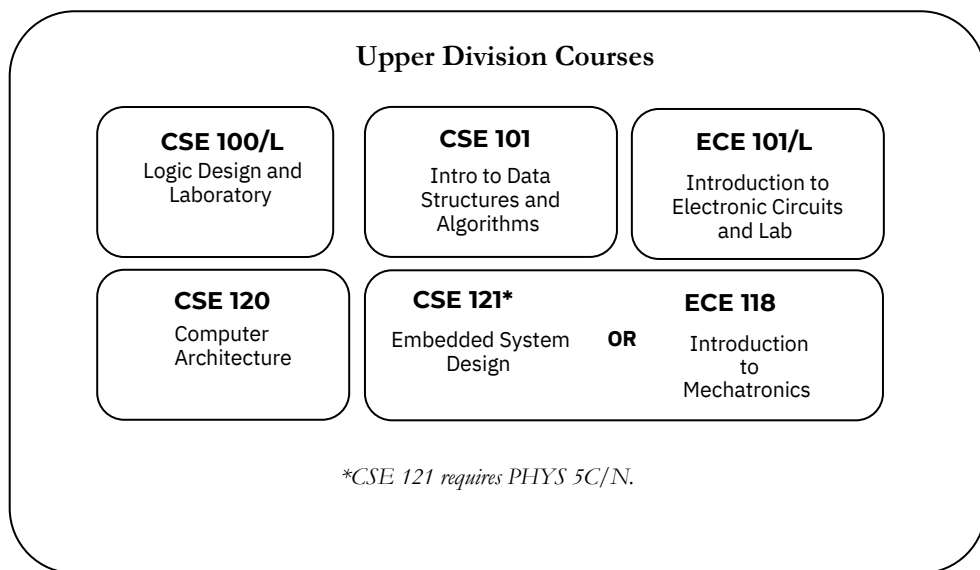 Upper Division Courses
CSE 100/L
Logic Design and
Laboratory
CSE 101
Intro to Data
Structures and
Algorithms
ECE 101/L
Introduction to
Electronic Circuits
and Lab
CSE 120
Computer
Architecture
CSE 121*
Embedded System
Design
OR
ECE 118
Introduction
to
Mechatronics
*CSE 121 requires PHYS 5C/N.